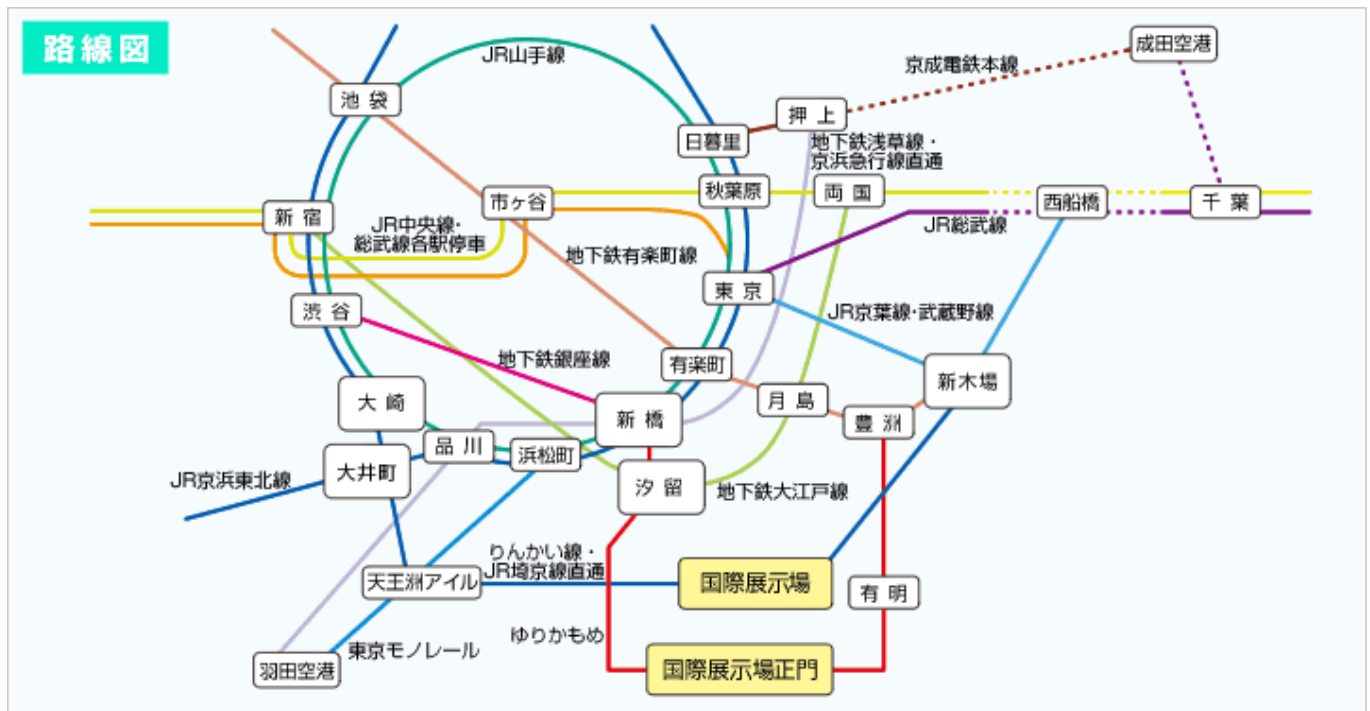 路線図
JR山手線
成田空港
京成電鉄本線
池袋
押上
日暮里
地下鉄浅草線・
京浜急行線直通
秋葉原
両国
市ヶ谷
西船橋
千葉
新宿
JR中央線・
総武線各駅停車
JR総武線
地下鉄有楽町線
東京
渋谷
JR京葉線・武蔵野線
地下鉄銀座線
有楽町
新木場
大崎
月島
新橋
豊洲
品川
浜松町
大井町
JR京浜東北線
汐留
地下鉄大江戸線
りんかい線・
JR埼京線直通
天王洲アイル
国際展示場
有明
ゆりかもめ
東京モノレール
羽田空港
国際展示場正門